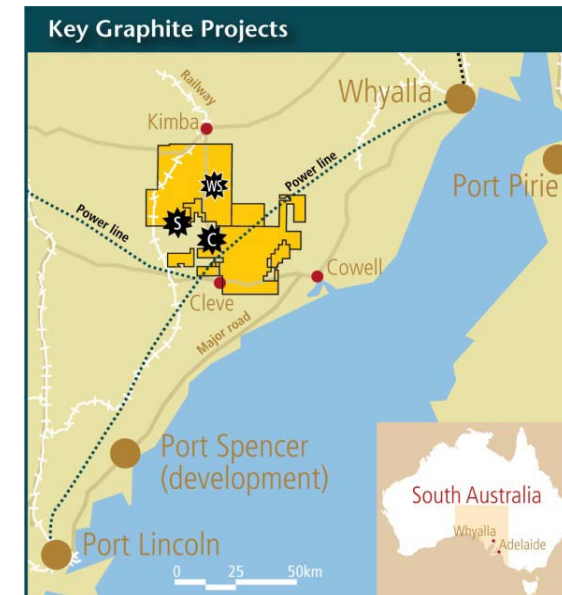 Key Graphite Projects
Railway
Whyalla
Kimba
Port Pirie
WS
Power line
Power line
S
C
Cowell
Cleve
Major road
Port Spencer
(development)
South Australia
Whyalla
Adelaide
Port Lincoln
0 25 50km